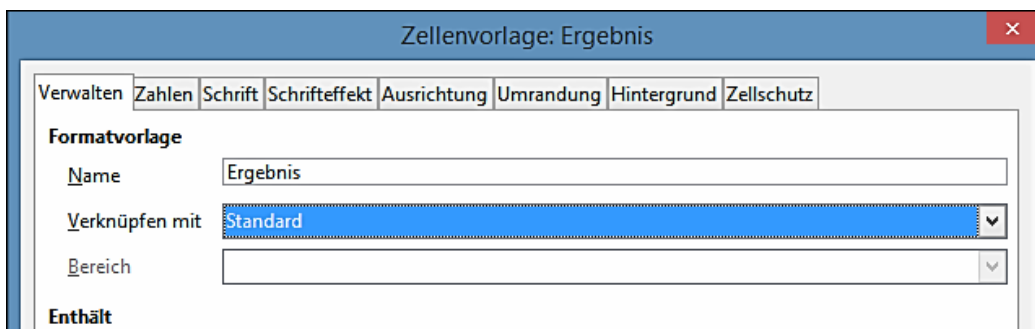 Zellenvorlage: Ergebnis
Verwalten Zahlen Schrift Schrifteffekt Ausrichtung Umrandung Hintergrund Zellschutz
Formatvorlage
Name Ergebnis
Verknüpfen mit Standard
Bereich
Enthält